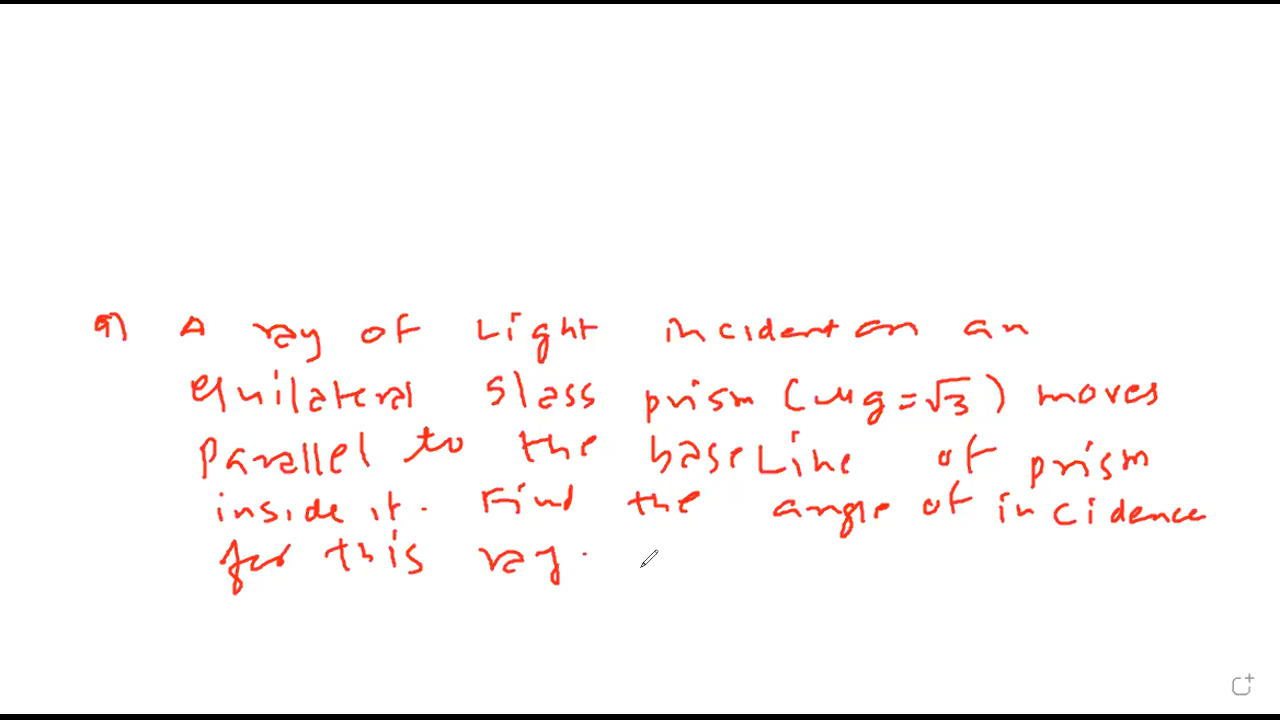 9) A ray of Light incident on an
equilateral glass prism (μg = √3) moves
parallel to the baseline of prism
inside it. Find the angle of incidence
for this ray.